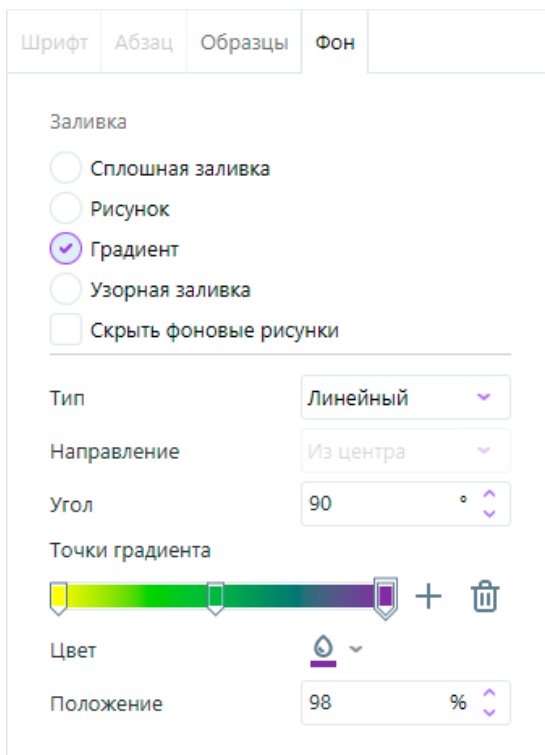 Шрифт Абзац Образцы Фон
Заливка
Сплошная заливка
Рисунок
Градиент
Узорная заливка
Скрыть фоновые рисунки
Тип Линейный
Направление Из центра
Угол 90 °
Точки градиента
Цвет
Положение 98 %